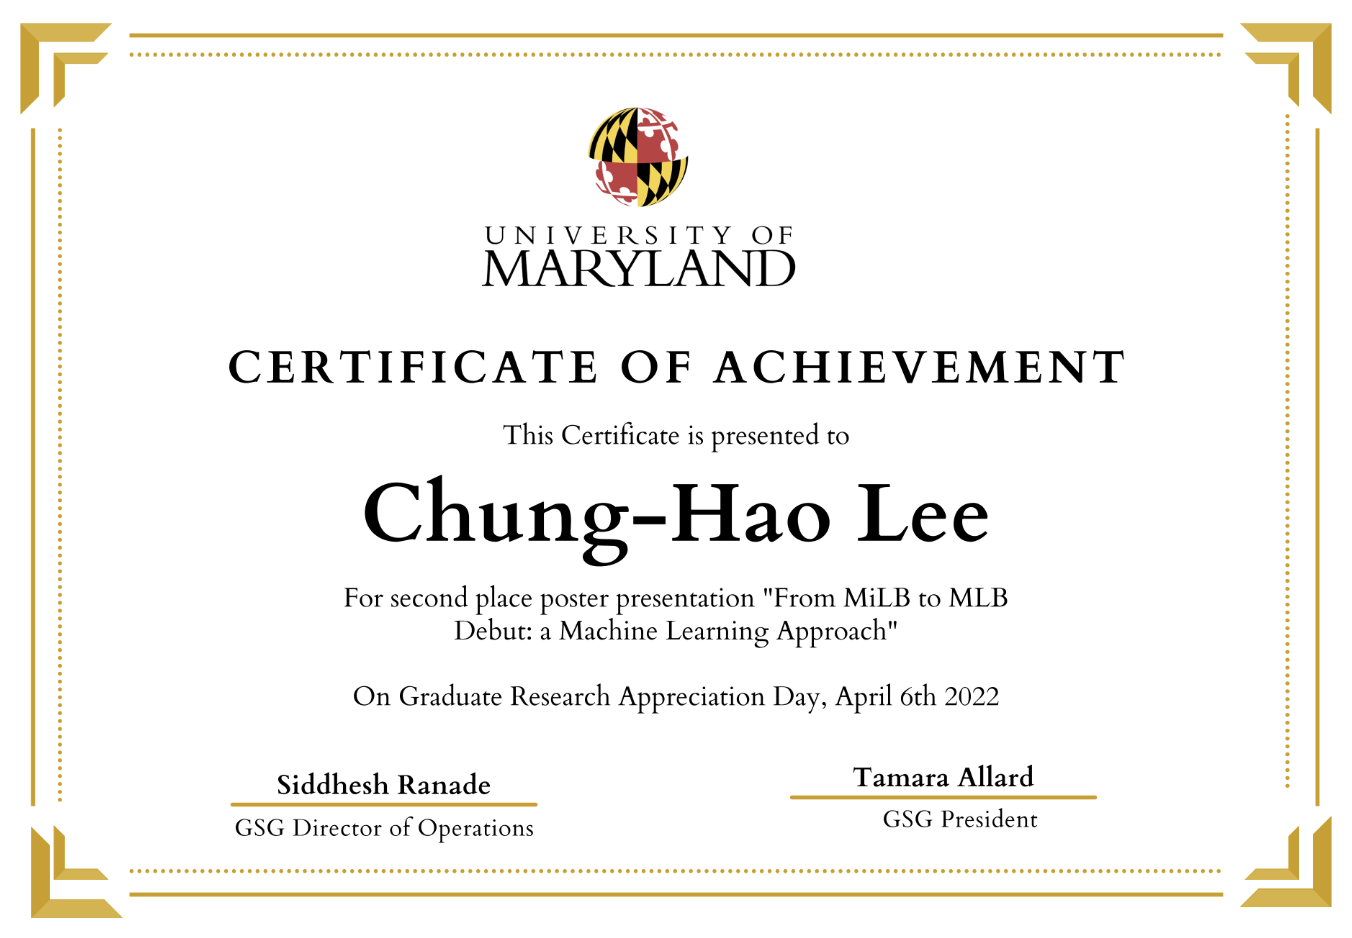 UNIVERSITY OF
MARYLAND
CERTIFICATE OF ACHIEVEMENT
This Certificate is presented to
Chung-Hao Lee
For second place poster presentation "From MiLB to MLB
Debut: a Machine Learning Approach"
On Graduate Research Appreciation Day, April 6th 2022
Siddhesh Ranade
GSG Director of Operations
Tamara Allard
GSG President